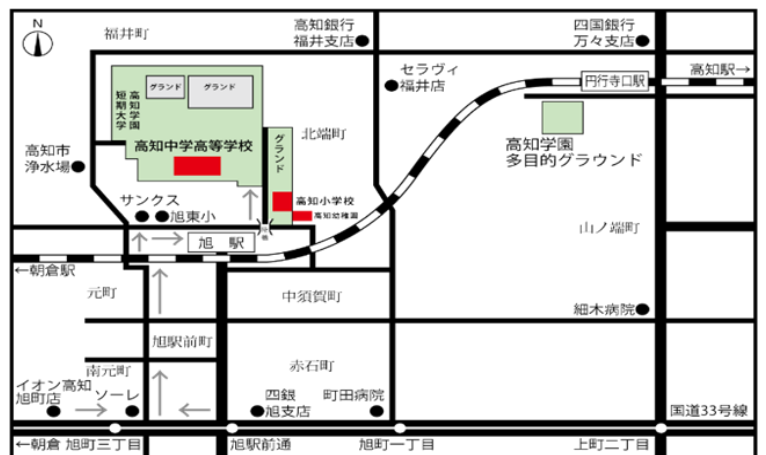 N
福井町
高知銀行
福井支店
四国銀行
万々支店
セラヴィ
福井店
高知駅→
円行寺口駅
グランド
グランド
高知学園
短期大学
高知中学高等学校
グランド
北端町
高知学園
多目的グラウンド
高知市
浄水場
サンクス
旭東小
高知小学校
高知幼稚園
旭 駅
山ノ端町
←朝倉駅
元町
中須賀町
細木病院
旭駅前町
南元町
赤石町
イオン高知
旭町店
ソーレ
四銀
旭支店
町田病院
国道33号線
←朝倉
旭町三丁目
旭駅前通
旭町一丁目
上町二丁目